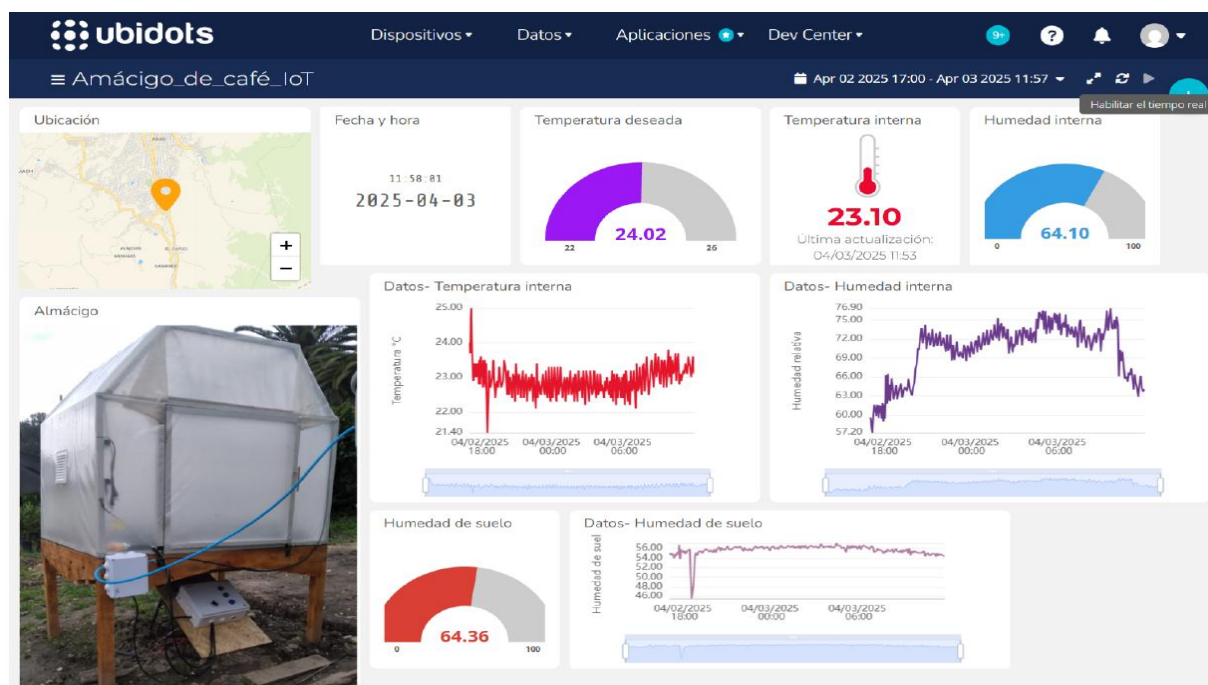 ubidots
Dispositivos
Datos
Aplicaciones
Dev Center
9+
?
≡ Amácigo_de_café_IoT
Apr 02 2025 17:00 - Apr 03 2025 11:57
Habilitar el tiempo real
Ubicación
+
−
Fecha y hora
11:58:01
2025-04-03
Temperatura deseada
24.02
22
26
Temperatura interna
23.10
Última actualización:
04/03/2025 11:53
Humedad interna
64.10
0
100
Almácigo
Datos- Temperatura interna
Temperatura °C
25.00
24.00
23.00
22.00
21.40
04/02/2025 18:00
04/03/2025 00:00
04/03/2025 06:00
Datos- Humedad interna
Humedad relativa
76.90
75.00
72.00
69.00
66.00
63.00
60.00
57.20
04/02/2025 18:00
04/03/2025 00:00
04/03/2025 06:00
Humedad de suelo
64.36
0
100
Datos- Humedad de suelo
Humedad de suel
56.00
54.00
52.00
50.00
48.00
46.00
04/02/2025 18:00
04/03/2025 00:00
04/03/2025 06:00